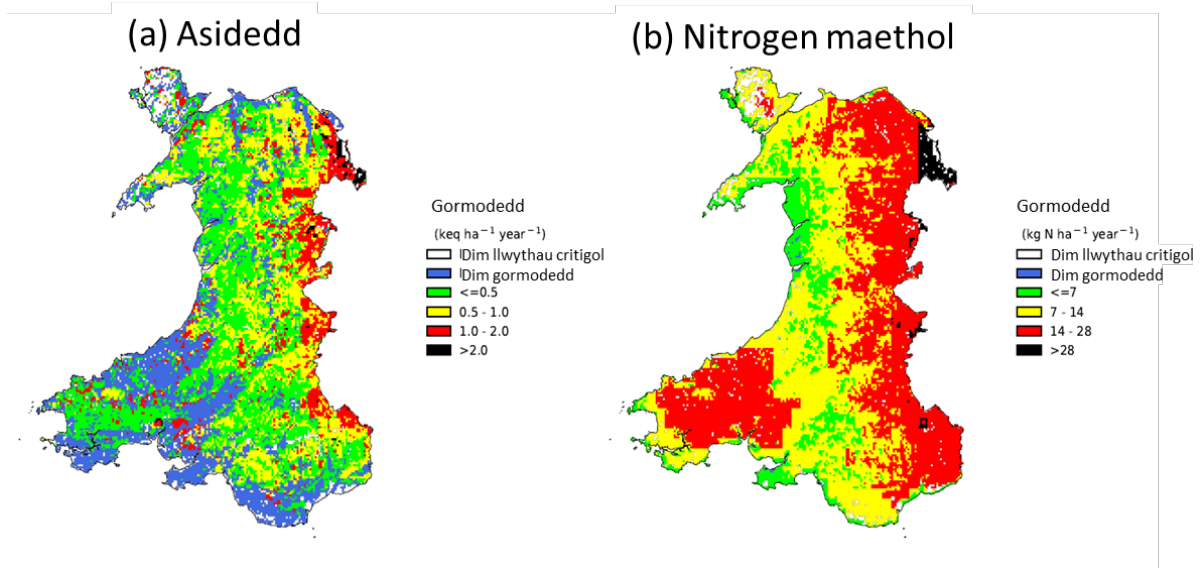 (a) Asidedd
(b) Nitrogen maethol
Gormodedd
(keq ha⁻¹ year⁻¹)
Dim llwythau critigol
Dim gormodedd
<=0.5
0.5 - 1.0
1.0 - 2.0
>2.0
Gormodedd
(kg N ha⁻¹ year⁻¹)
Dim llwythau critigol
Dim gormodedd
<=7
7 - 14
14 - 28
>28